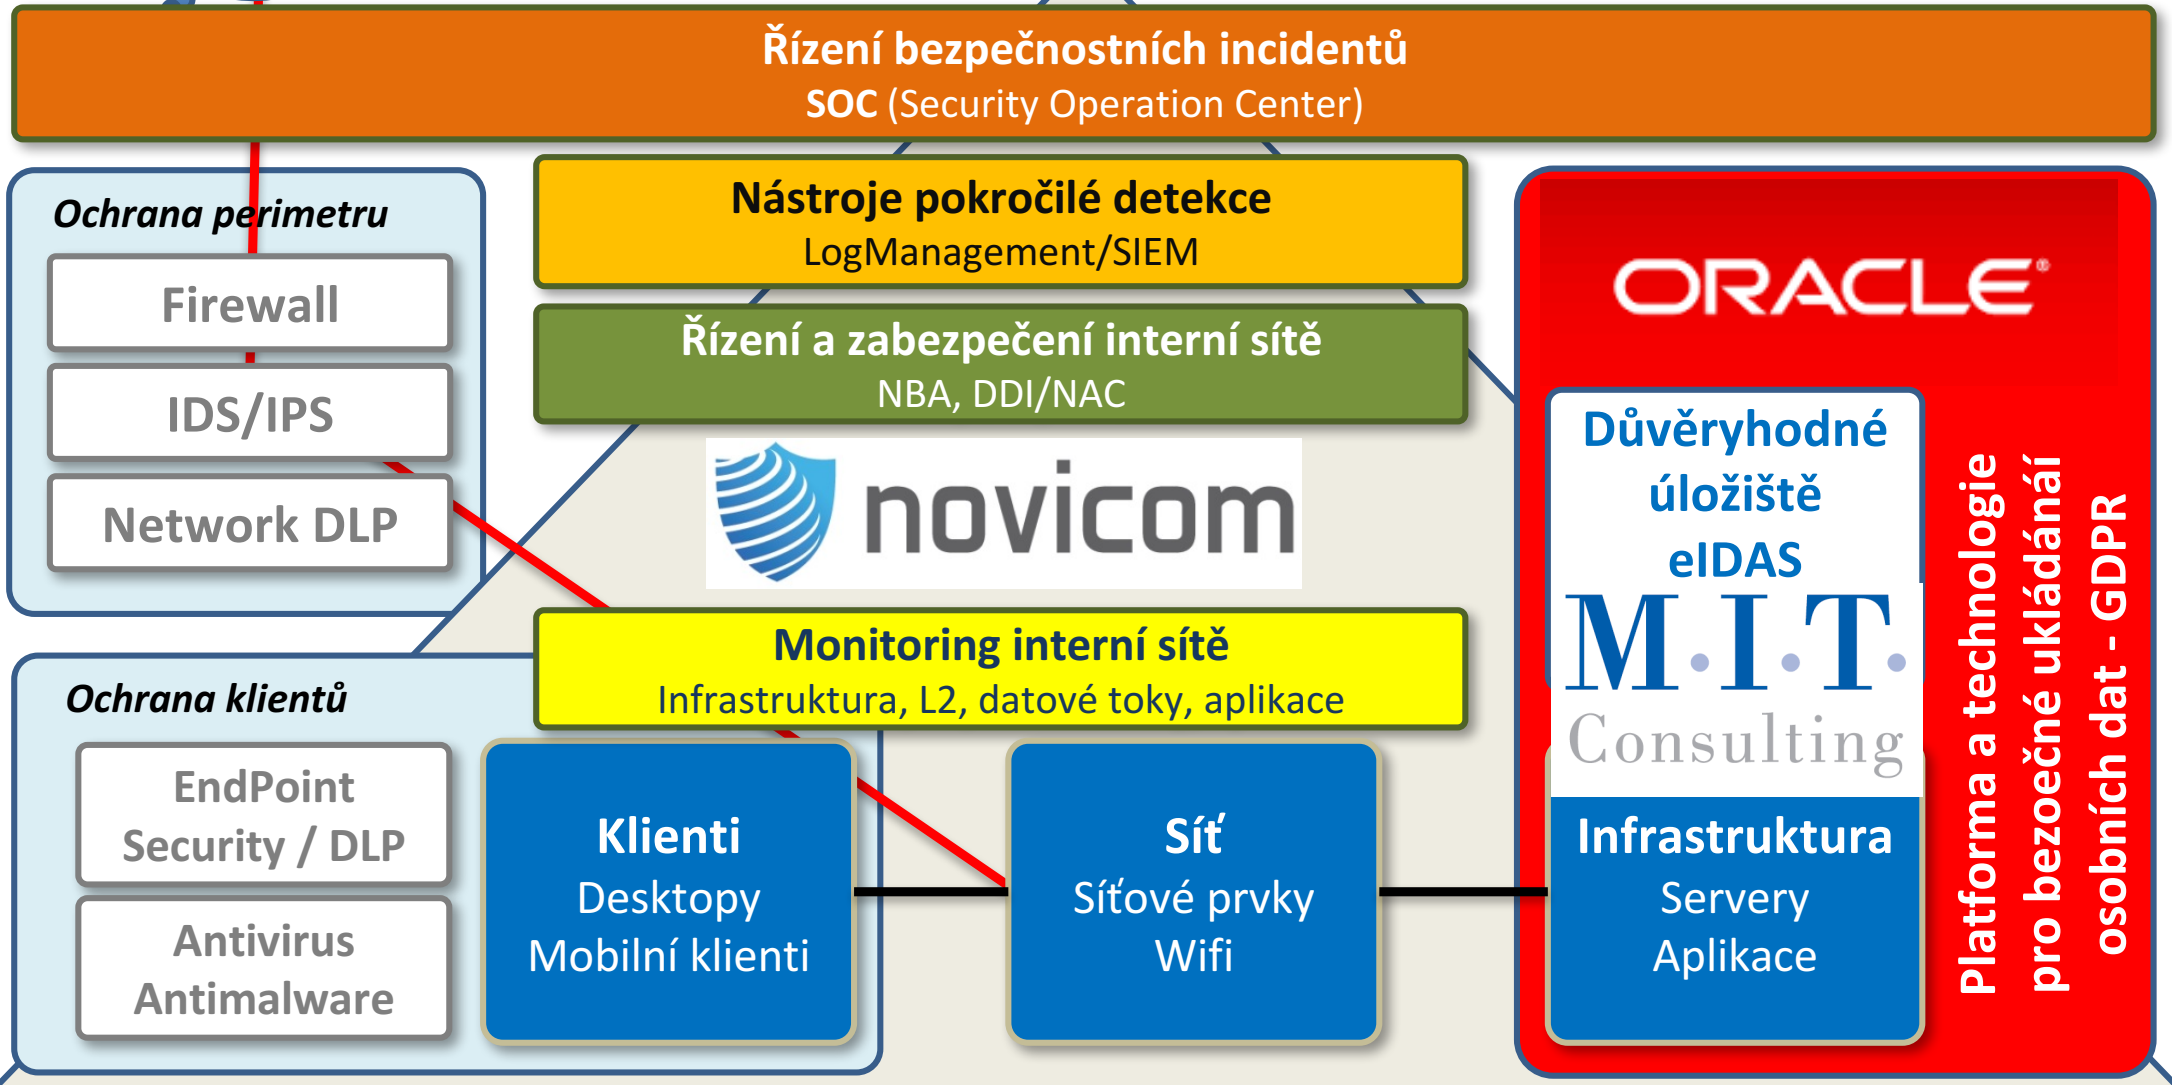 Řízení bezpečnostních incidentů
SOC (Security Operation Center)
Ochrana perimetru
Firewall
IDS/IPS
Network DLP
Nástroje pokročilé detekce
LogManagement/SIEM
Řízení a zabezpečení interní sítě
NBA, DDI/NAC
novicom
Monitoring interní sítě
Infrastruktura, L2, datové toky, aplikace
Ochrana klientů
EndPoint
Security / DLP
Antivirus
Antimalware
Klienti
Desktopy
Mobilní klienti
Síť
Síťové prvky
Wifi
ORACLE®
Důvěryhodné
úložiště
eIDAS
M.I.T.
Consulting
Infrastruktura
Servery
Aplikace
Platforma a technologie
pro bezoečné ukládánáí
osobních dat - GDPR